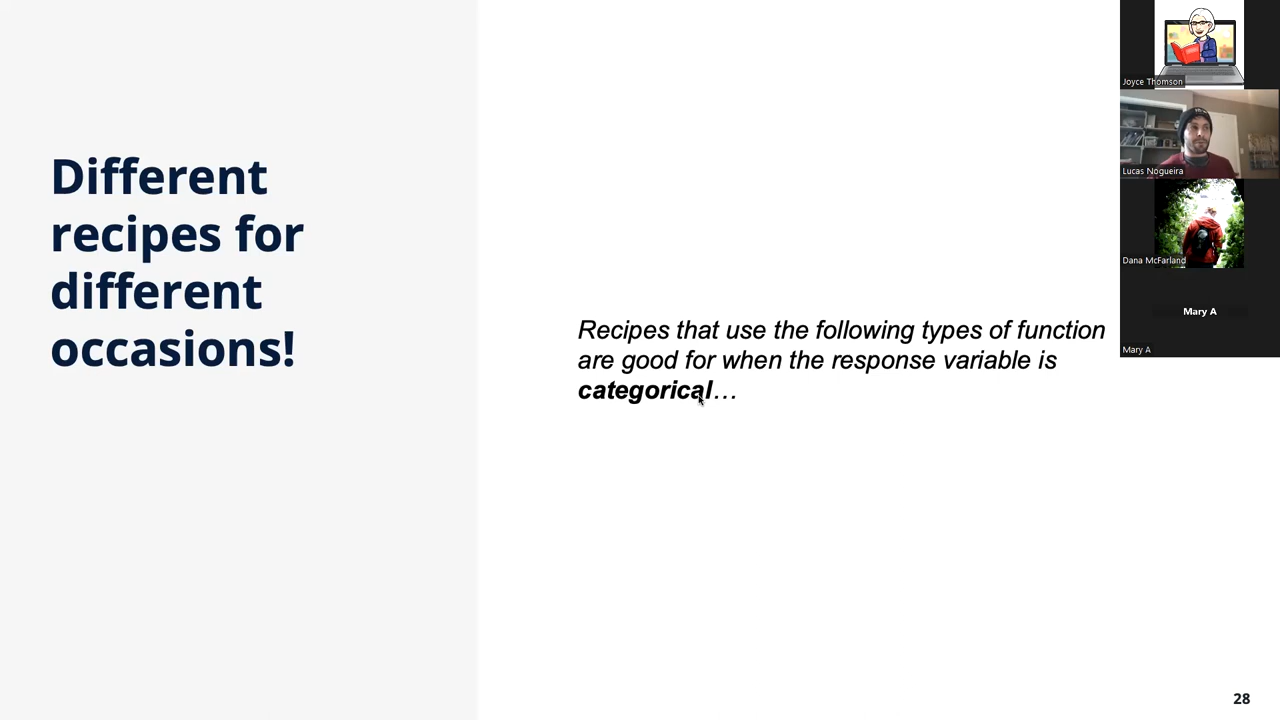 Different
recipes for
different
occasions!
Recipes that use the following types of function
are good for when the response variable is
categorical…
Joyce Thomson
Lucas Nogueira
Dana McFarland
Mary A
Mary A
28